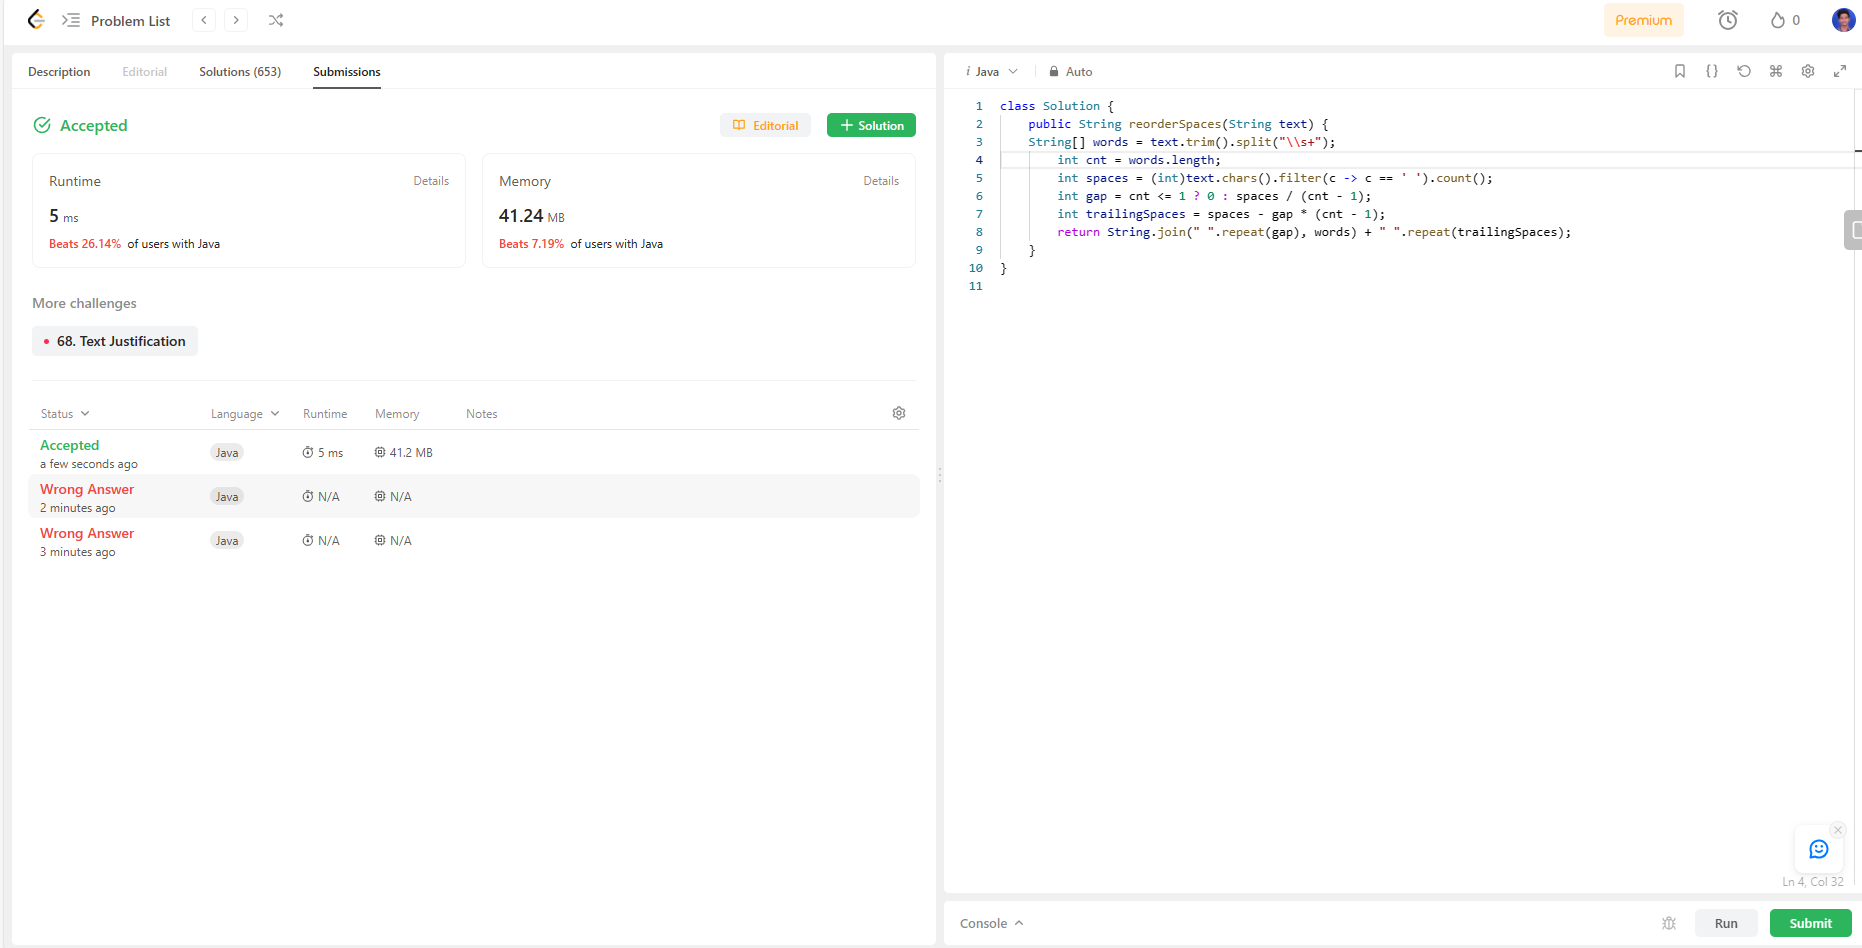 Problem List
Premium
0
Description Editorial Solutions (653) Submissions
Accepted
Editorial
Solution
Runtime Details
5 ms
Beats 26.14% of users with Java
Memory Details
41.24 MB
Beats 7.19% of users with Java
More challenges
68. Text Justification
Status Language Runtime Memory Notes
Accepted
a few seconds ago
Java 5 ms 41.2 MB
Wrong Answer
2 minutes ago
Java N/A N/A
Wrong Answer
3 minutes ago
Java N/A N/A
i Java Auto
1 class Solution {
2     public String reorderSpaces(String text) {
3     String[] words = text.trim().split("\\s+");
4         int cnt = words.length;
5         int spaces = (int)text.chars().filter(c -> c == ' ').count();
6         int gap = cnt <= 1 ? 0 : spaces / (cnt - 1);
7         int trailingSpaces = spaces - gap * (cnt - 1);
8         return String.join(" ".repeat(gap), words) + " ".repeat(trailingSpaces);
9     }
10 }
11
Ln 4, Col 32
Console
Run
Submit